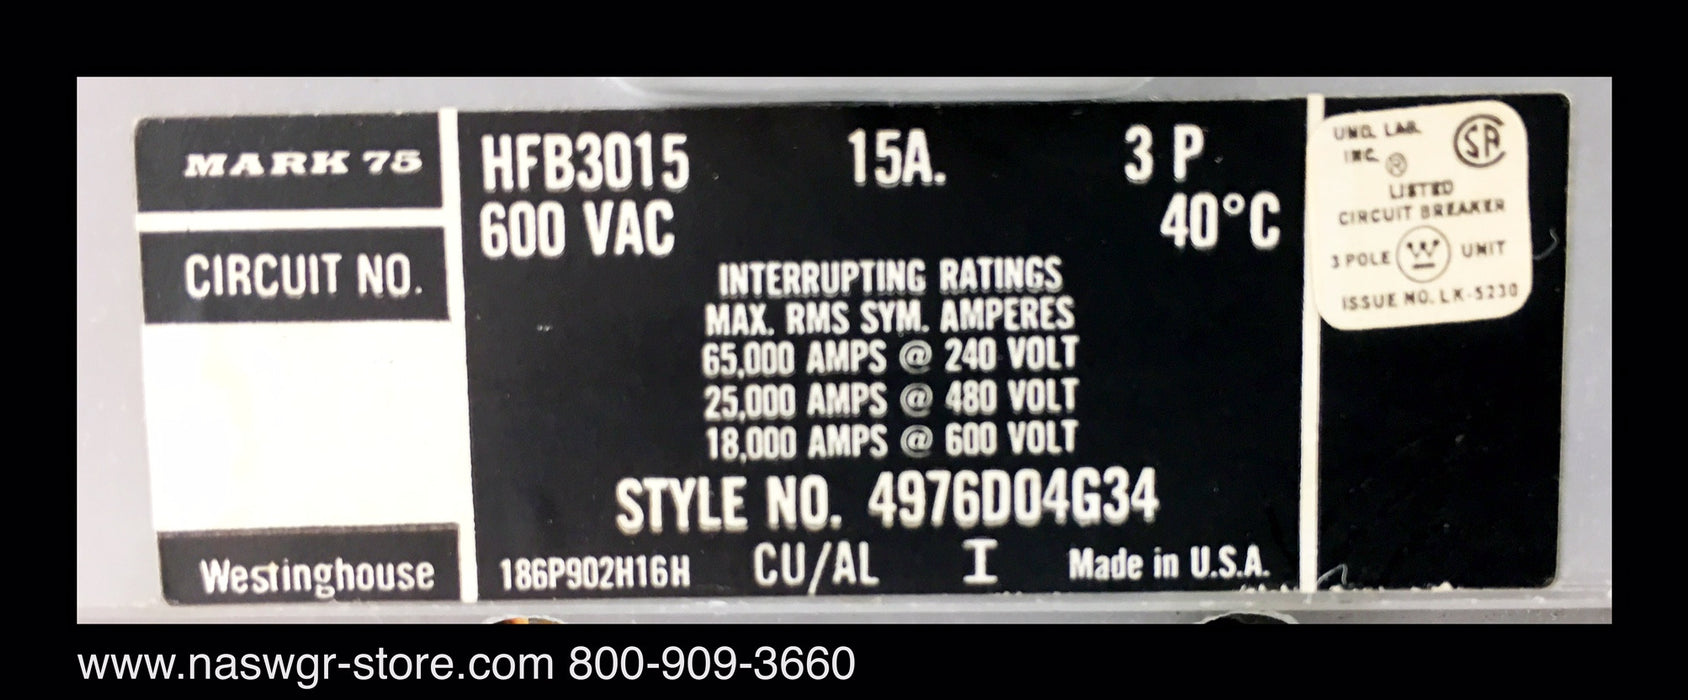 MARK 75
CIRCUIT NO.
Westinghouse
HFB3015 15A. 3 P
600 VAC 40°C
INTERRUPTING RATINGS
MAX. RMS SYM. AMPERES
65,000 AMPS @ 240 VOLT
25,000 AMPS @ 480 VOLT
18,000 AMPS @ 600 VOLT
STYLE NO. 4976D04G34
186P902H16H CU/AL I Made in U.S.A.
UND. LAB. SA
INC. ®
LISTED
CIRCUIT BREAKER
3 POLE W UNIT
ISSUE NO. LK-5230
www.naswgr-store.com 800-909-3660